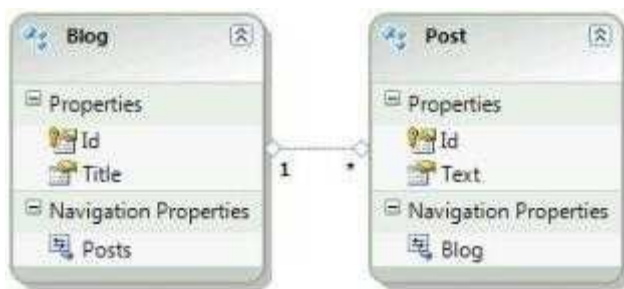 Blog
Properties
Id
Title
Navigation Properties
Posts
1 *
Post
Properties
Id
Text
Navigation Properties
Blog